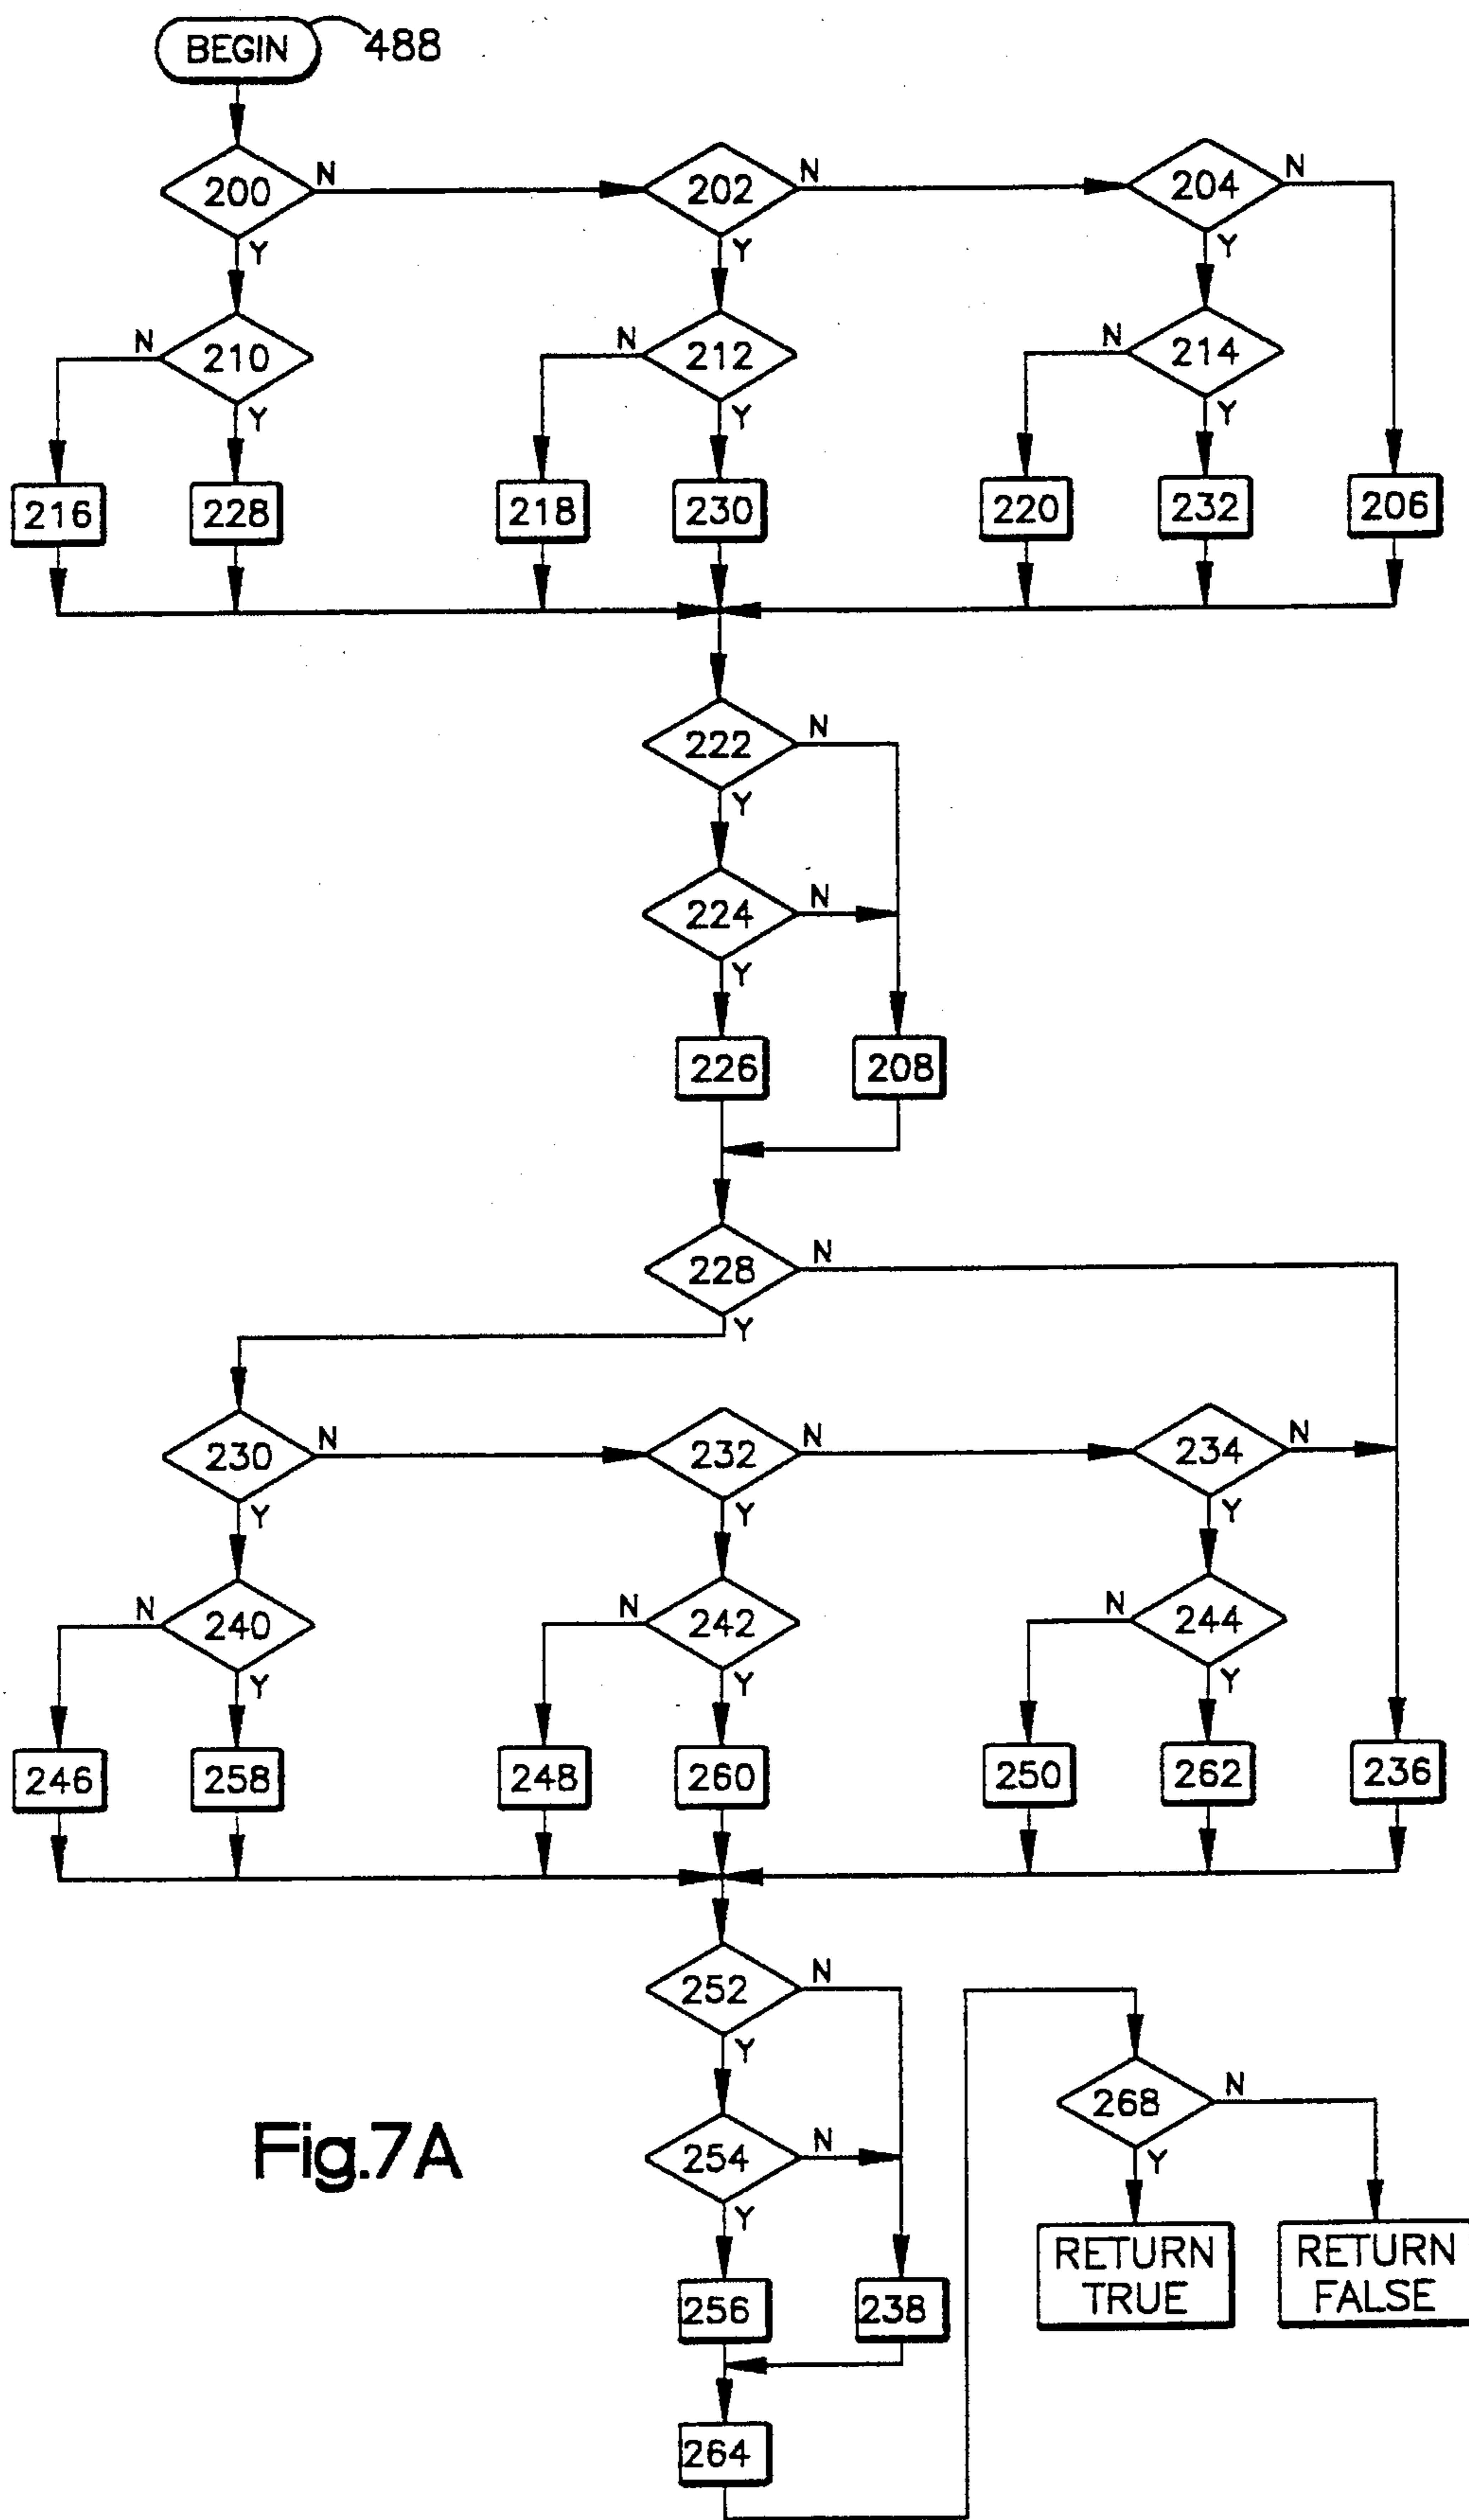 BEGIN 488
200 N 202 N 204 N
Y Y Y
N 210 N 212 N 214
Y Y Y
216 228 218 230 220 232 206
222 N
Y
224 N
Y
226 208
228 N
Y
230 N 232 N 234 N
Y Y Y
N 240 N 242 N 244
Y Y Y
246 258 248 260 250 262 236
252 N
Y
268 N
Y
254 N
Y
RETURN
TRUE
RETURN
FALSE
256 238
264
Fig.7A